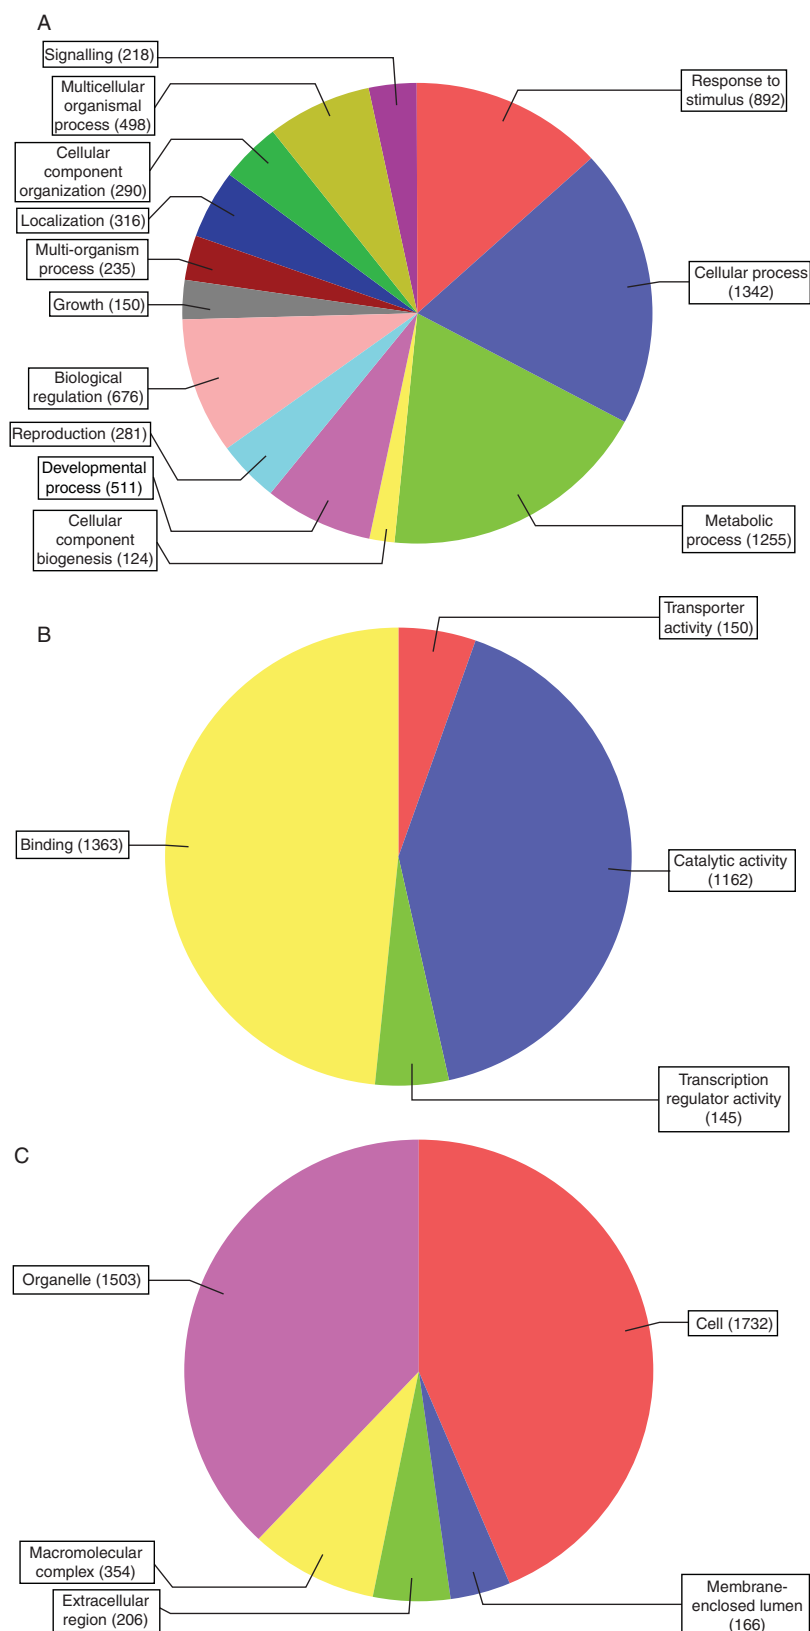 A
Signalling (218)
Multicellular
organismal
process (498)
Cellular
component
organization (290)
Localization (316)
Multi-organism
process (235)
Growth (150)
Biological
regulation (676)
Reproduction (281)
Developmental
process (511)
Cellular
component
biogenesis (124)
Response to
stimulus (892)
Cellular process
(1342)
Metabolic
process (1255)
B
Transporter
activity (150)
Binding (1363)
Catalytic activity
(1162)
Transcription
regulator activity
(145)
C
Organelle (1503)
Cell (1732)
Macromolecular
complex (354)
Extracellular
region (206)
Membrane-
enclosed lumen
(166)